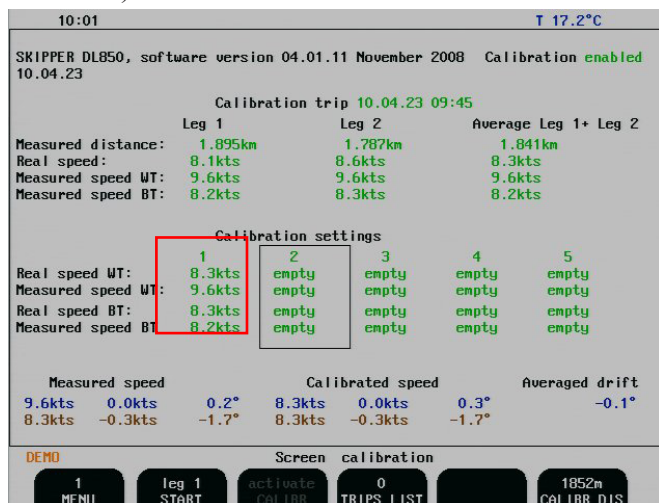 10:01 T 17.2°C
SKIPPER DL850, software version 04.01.11 November 2008 Calibration enabled
10.04.23
Calibration trip 10.04.23 09:45
Leg 1 Leg 2 Average Leg 1+ Leg 2
Measured distance: 1.895km 1.787km 1.841km
Real speed: 8.1kts 8.6kts 8.3kts
Measured speed WT: 9.6kts 9.6kts 9.6kts
Measured speed BT: 8.2kts 8.3kts 8.2kts
Calibration settings
1 2 3 4 5
Real speed WT: 8.3kts empty empty empty empty
Measured speed WT: 9.6kts empty empty empty empty
Real speed BT: 8.3kts empty empty empty empty
Measured speed BT 8.2kts empty empty empty empty
Measured speed Calibrated speed Averaged drift
9.6kts 0.0kts 0.2° 8.3kts 0.0kts 0.3° -0.1°
8.3kts -0.3kts -1.7° 8.3kts -0.3kts -1.7°
DEMO Screen calibration
1 leg 1 activate 0 1852m
MENU START CALIBR TRIPS LIST CALIBR DIS